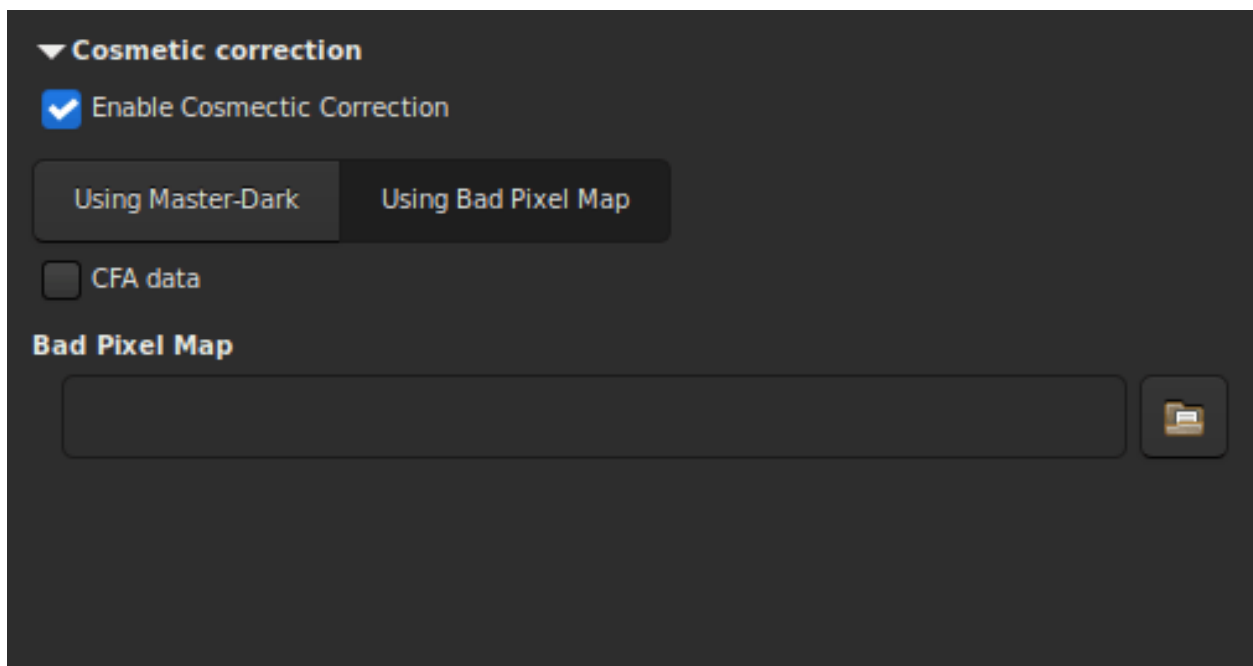 Cosmetic correction
Enable Cosmectic Correction
Using Master-Dark Using Bad Pixel Map
CFA data
Bad Pixel Map